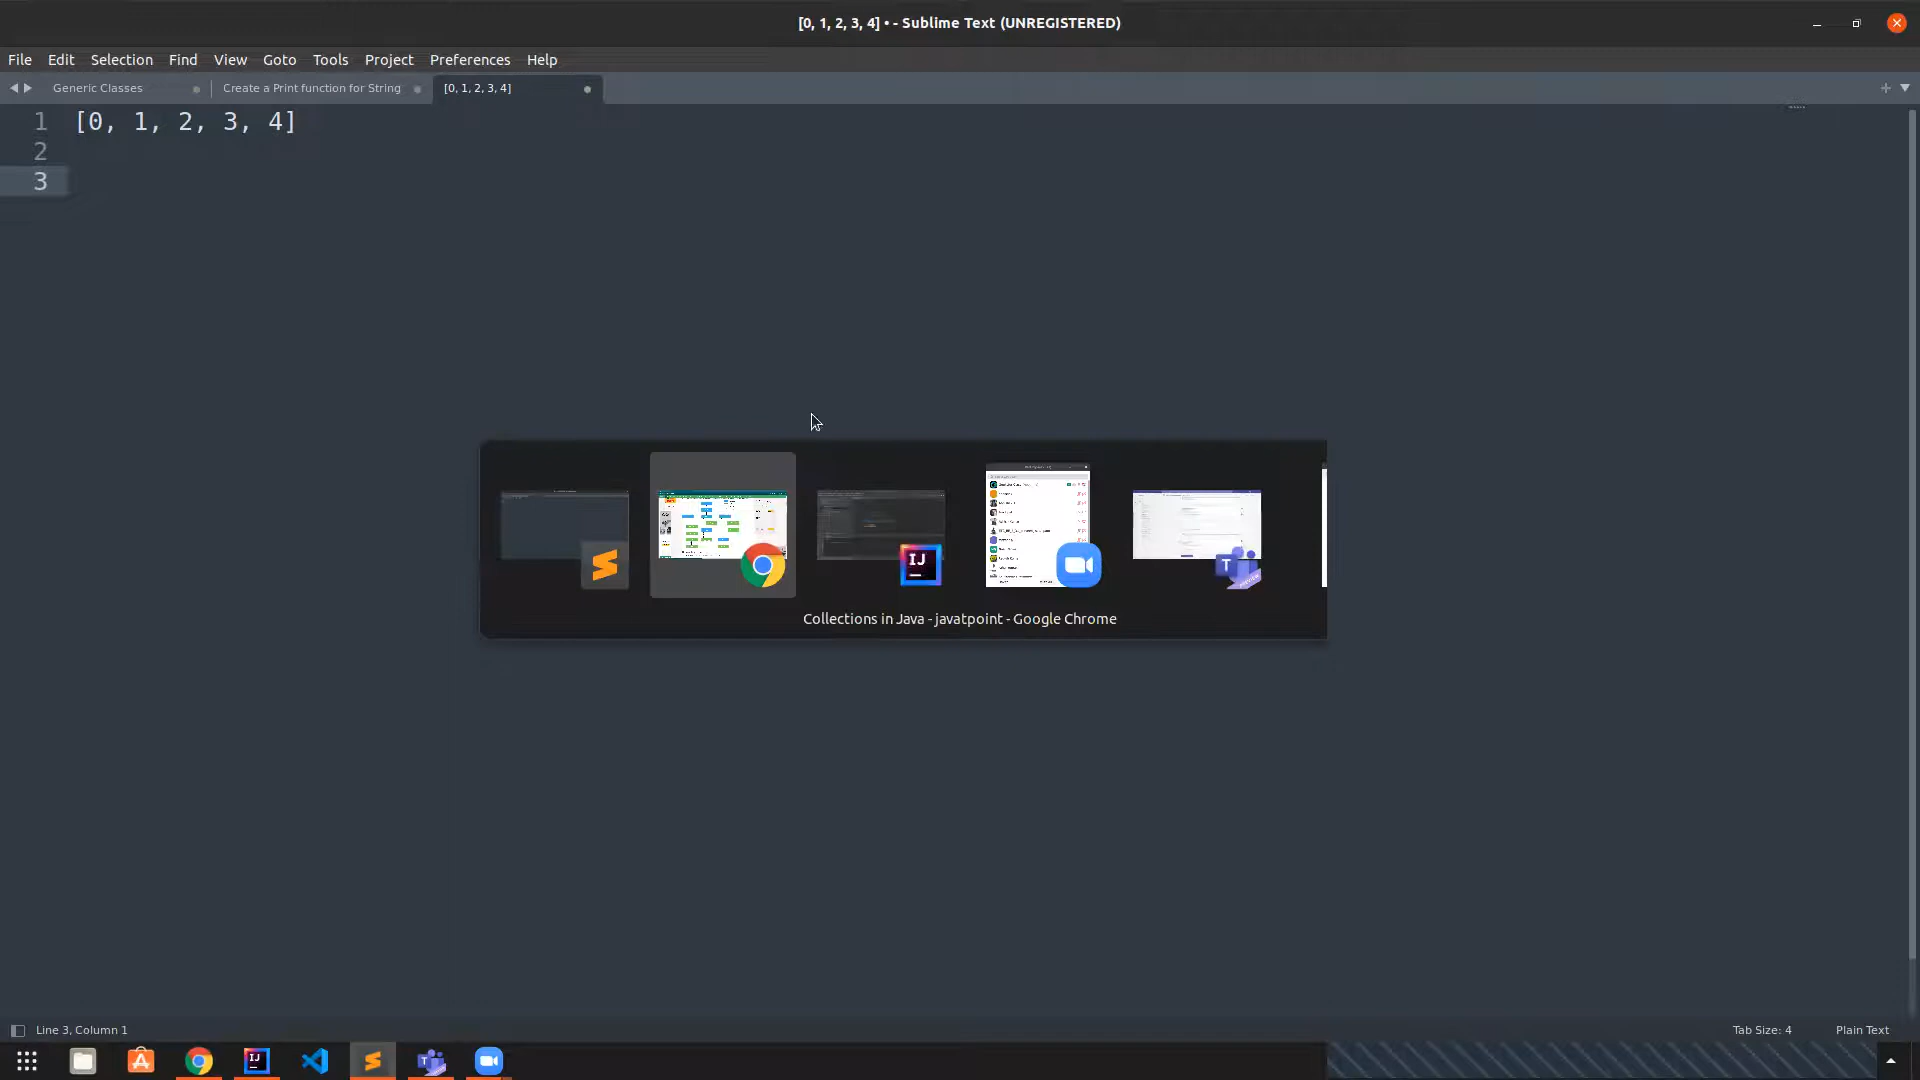 [0, 1, 2, 3, 4] • - Sublime Text (UNREGISTERED)
File Edit Selection Find View Goto Tools Project Preferences Help
Generic Classes Create a Print function for String [0, 1, 2, 3, 4]
1 [0, 1, 2, 3, 4]
2
3
IJ
T
Collections in Java - javatpoint - Google Chrome
Line 3, Column 1 Tab Size: 4 Plain Text